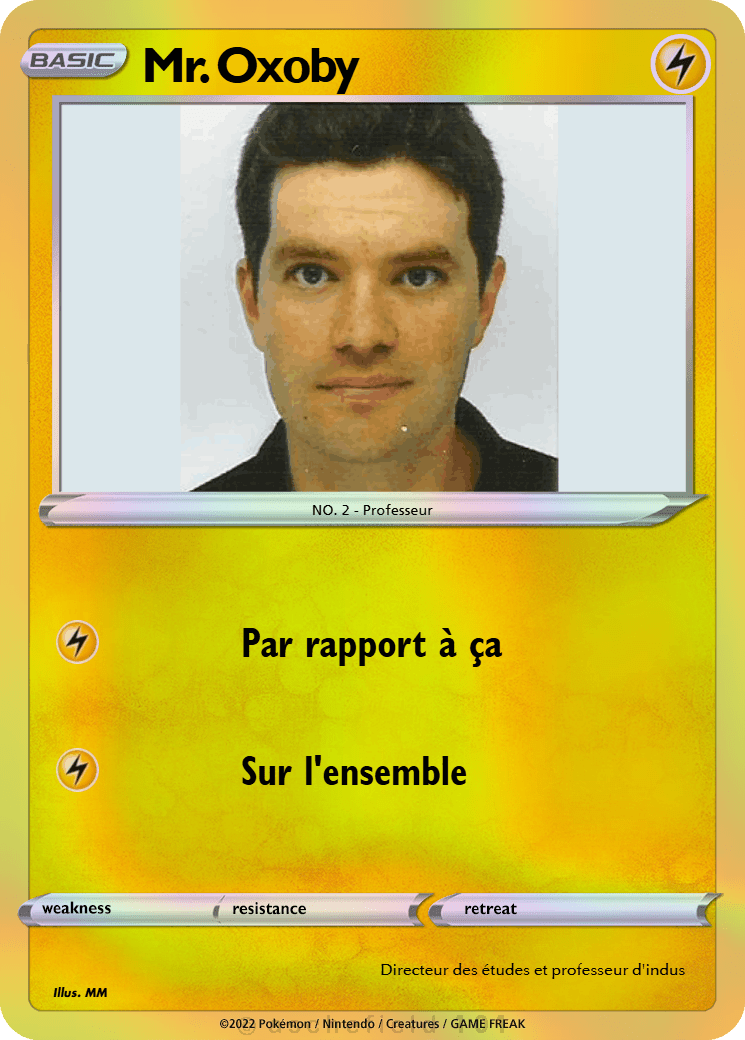 BASIC
Mr. Oxoby
NO. 2 - Professeur
Par rapport à ça
Sur l'ensemble
weakness
resistance
retreat
Directeur des études et professeur d'indus
Illus. MM
©2022 Pokémon / Nintendo / Creatures / GAME FREAK